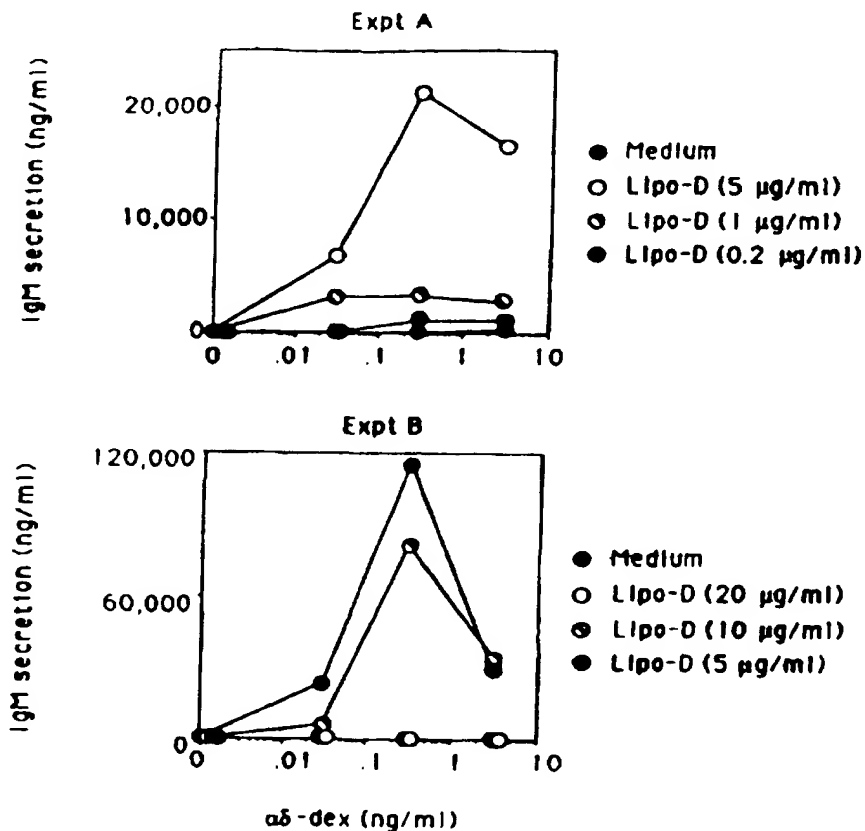 Expt A
IgM secretion (ng/ml)
20,000
10,000
0
0 .01 .1 1 10
Medium
Lipo-D (5 µg/ml)
Lipo-D (1 µg/ml)
Lipo-D (0.2 µg/ml)
Expt B
IgM secretion (ng/ml)
120,000
60,000
0
0 .01 .1 1 10
Medium
Lipo-D (20 µg/ml)
Lipo-D (10 µg/ml)
Lipo-D (5 µg/ml)
αδ-dex (ng/ml)